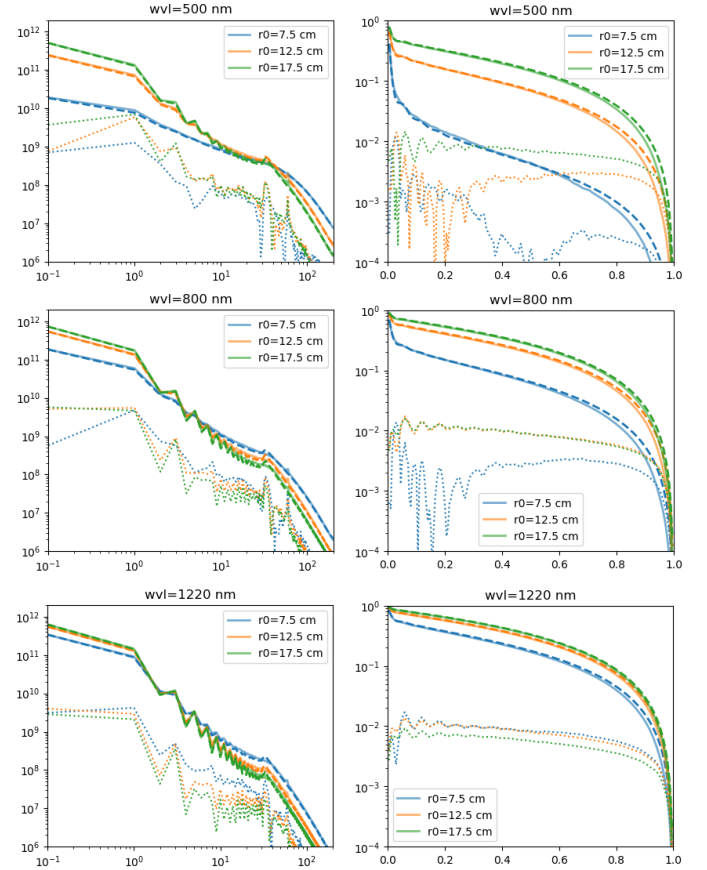 wvl=500 nm
10^12
10^11
10^10
10^9
10^8
10^7
10^6
10^-1
10^0
10^1
10^2
r0=7.5 cm
r0=12.5 cm
r0=17.5 cm
wvl=500 nm
10^0
10^-1
10^-2
10^-3
10^-4
0.0
0.2
0.4
0.6
0.8
1.0
r0=7.5 cm
r0=12.5 cm
r0=17.5 cm
wvl=800 nm
10^12
10^11
10^10
10^9
10^8
10^7
10^6
10^-1
10^0
10^1
10^2
r0=7.5 cm
r0=12.5 cm
r0=17.5 cm
wvl=800 nm
10^0
10^-1
10^-2
10^-3
10^-4
0.0
0.2
0.4
0.6
0.8
1.0
r0=7.5 cm
r0=12.5 cm
r0=17.5 cm
wvl=1220 nm
10^12
10^11
10^10
10^9
10^8
10^7
10^6
10^-1
10^0
10^1
10^2
r0=7.5 cm
r0=12.5 cm
r0=17.5 cm
wvl=1220 nm
10^0
10^-1
10^-2
10^-3
10^-4
0.0
0.2
0.4
0.6
0.8
1.0
r0=7.5 cm
r0=12.5 cm
r0=17.5 cm